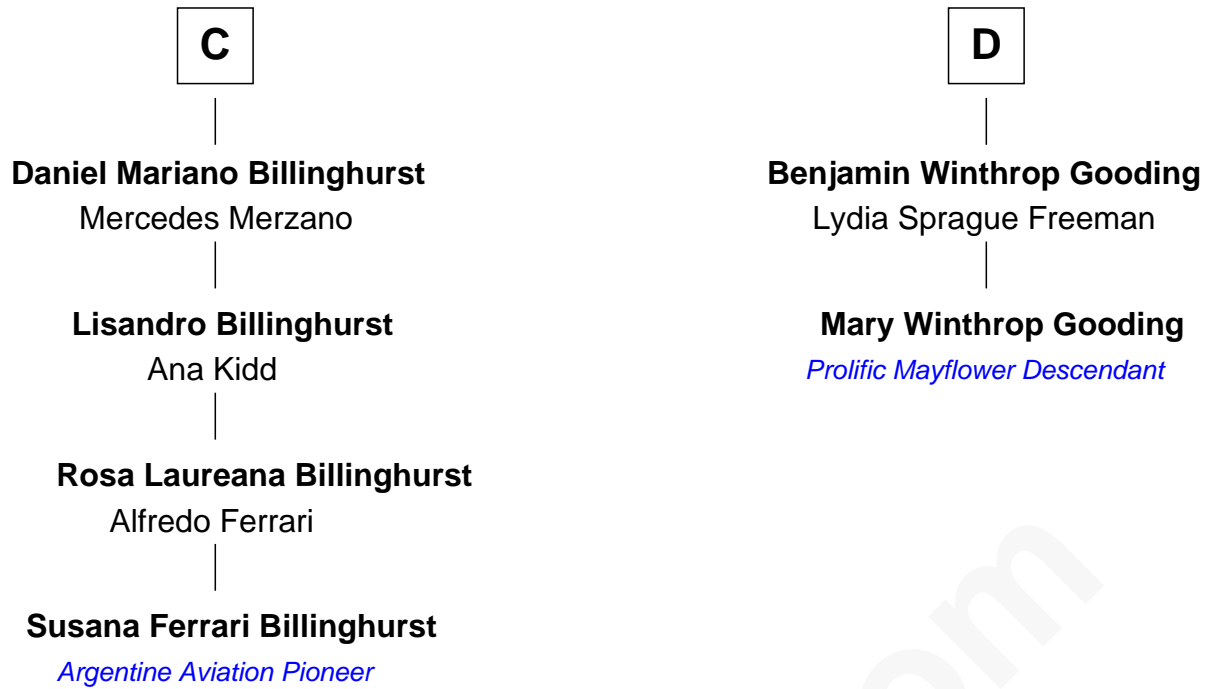 C
Daniel Mariano Billinghurst
Mercedes Merzano
Lisandro Billinghurst
Ana Kidd
Rosa Laureana Billinghurst
Alfredo Ferrari
Susana Ferrari Billinghurst
Argentine Aviation Pioneer
D
Benjamin Winthrop Gooding
Lydia Sprague Freeman
Mary Winthrop Gooding
Prolific Mayflower Descendant
om